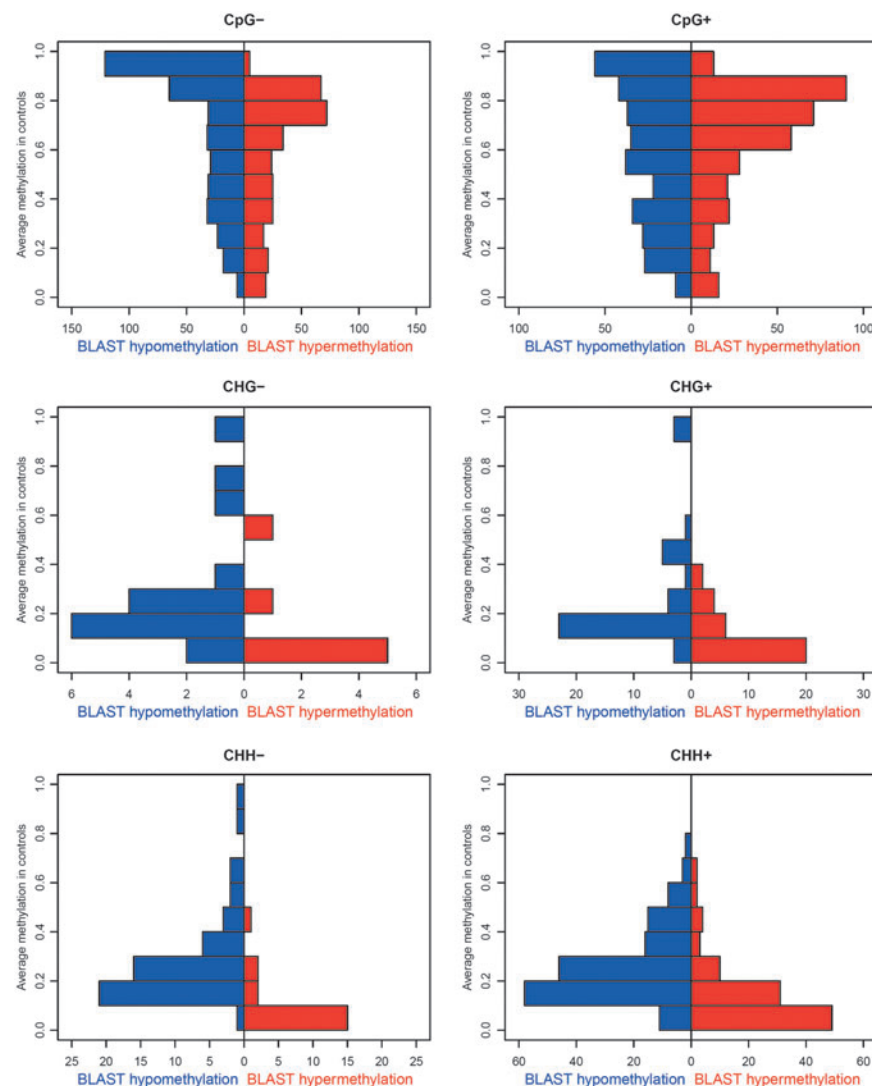 CpG−
Average methylation in controls
1.0
0.8
0.6
0.4
0.2
0.0
150 100 50 0 50 100 150
BLAST hypomethylation BLAST hypermethylation
CpG+
Average methylation in controls
1.0
0.8
0.6
0.4
0.2
0.0
100 50 0 50 100
BLAST hypomethylation BLAST hypermethylation
CHG−
Average methylation in controls
1.0
0.8
0.6
0.4
0.2
0.0
6 4 2 0 2 4 6
BLAST hypomethylation BLAST hypermethylation
CHG+
Average methylation in controls
1.0
0.8
0.6
0.4
0.2
0.0
30 20 10 0 10 20 30
BLAST hypomethylation BLAST hypermethylation
CHH−
Average methylation in controls
1.0
0.8
0.6
0.4
0.2
0.0
25 20 15 10 5 0 5 10 15 20 25
BLAST hypomethylation BLAST hypermethylation
CHH+
Average methylation in controls
1.0
0.8
0.6
0.4
0.2
0.0
60 40 20 0 20 40 60
BLAST hypomethylation BLAST hypermethylation